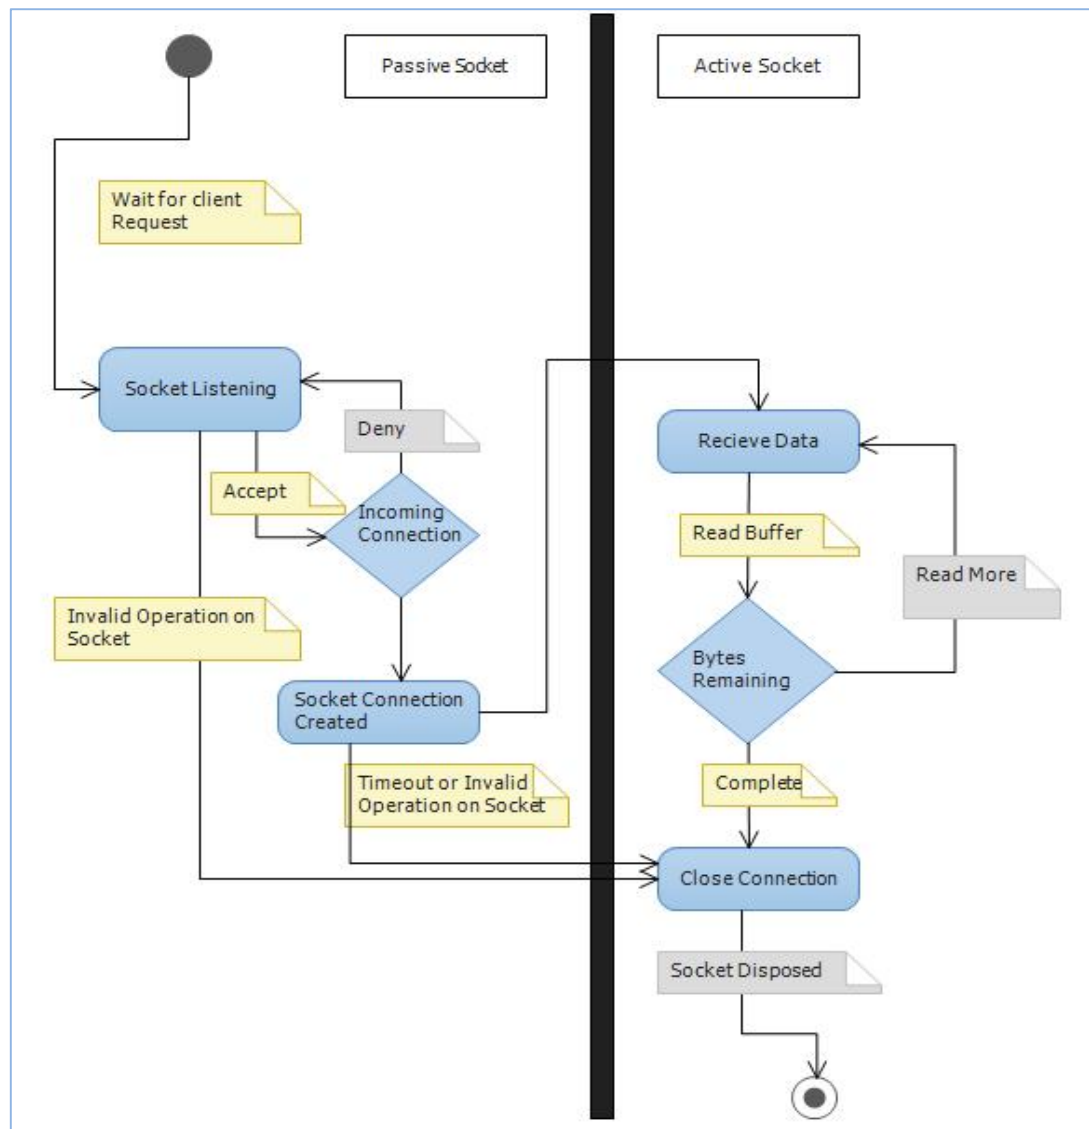 Passive Socket
Active Socket
Wait for client
Request
Socket Listening
Deny
Accept
Incoming
Connection
Invalid Operation on
Socket
Socket Connection
Created
Timeout or Invalid
Operation on Socket
Recieve Data
Read Buffer
Read More
Bytes
Remaining
Complete
Close Connection
Socket Disposed